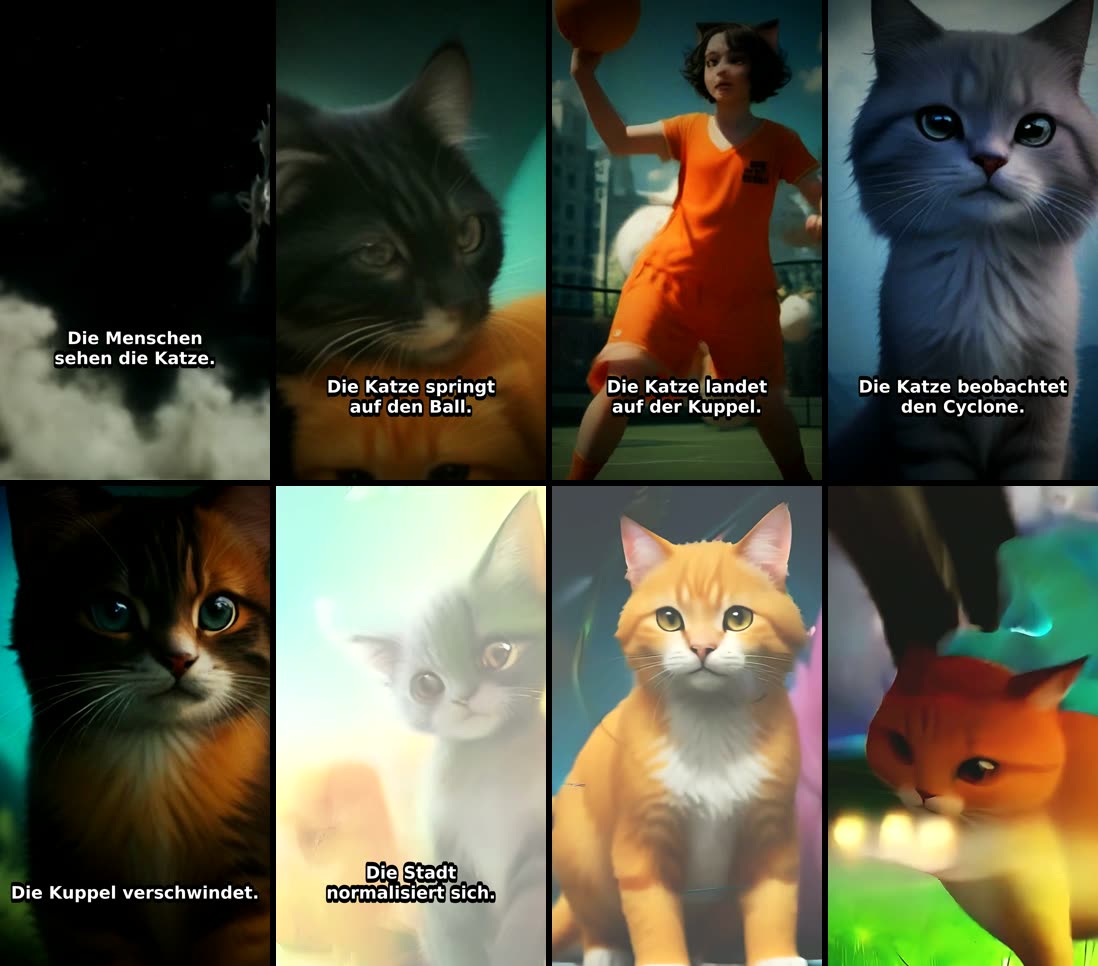 Die Menschen
sehen die Katze.
Die Katze springt
auf den Ball.
Die Katze landet
auf der Kuppel.
Die Katze beobachtet
den Cyclone.
Die Kuppel verschwindet.
Die Stadt
normalisiert sich.